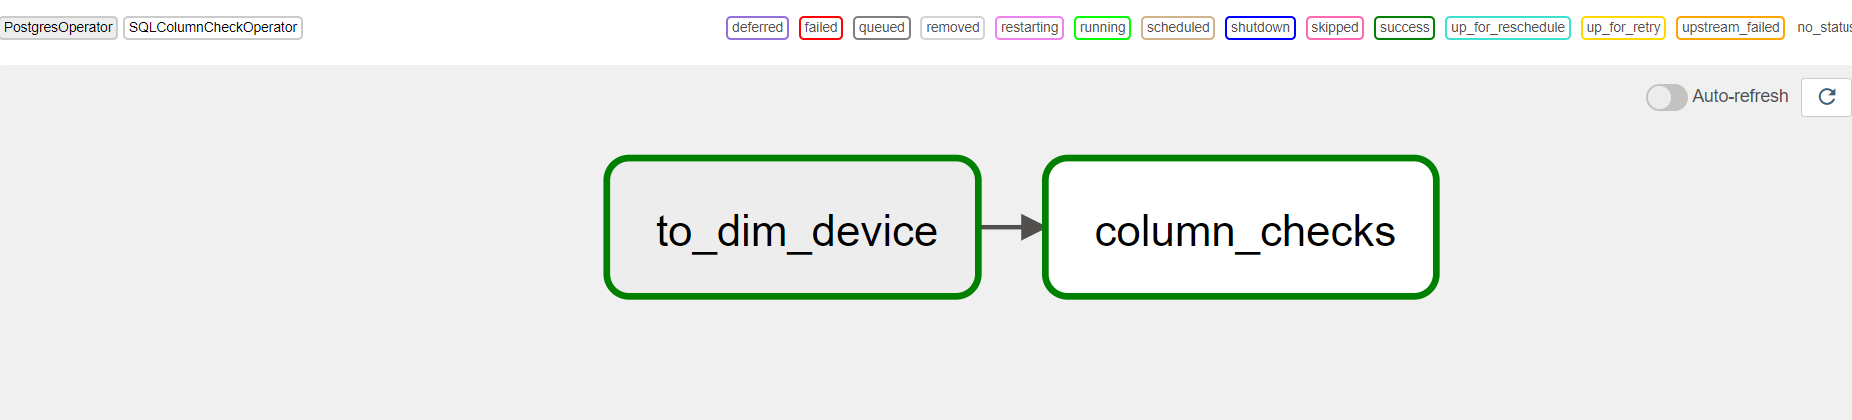 PostgresOperator SQLColumnCheckOperator deferred failed queued removed restarting running scheduled shutdown skipped success up_for_reschedule up_for_retry upstream_failed no_statu
Auto-refresh
to_dim_device column_checks